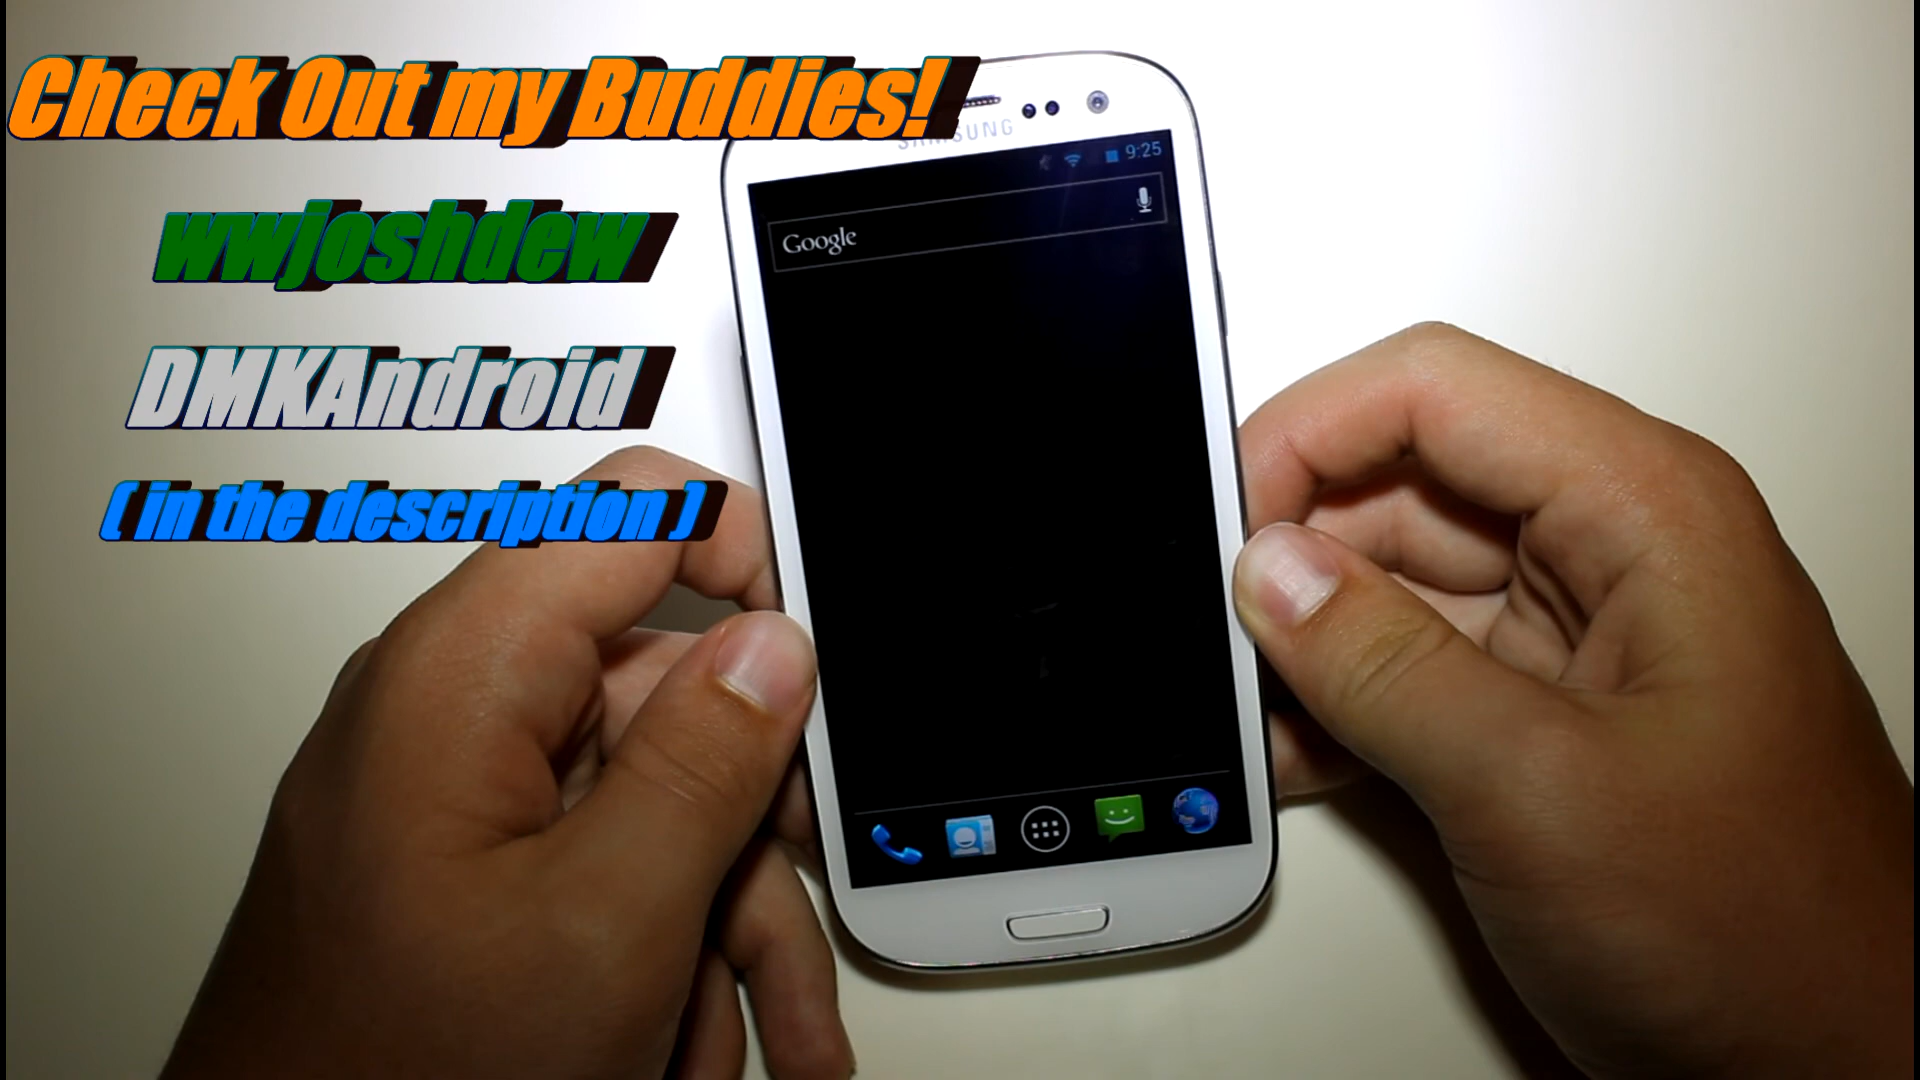 Check Out my Buddies!
SAMSUNG
9:25
wwjoshdew
Google
DMKAndroid
( in the description )